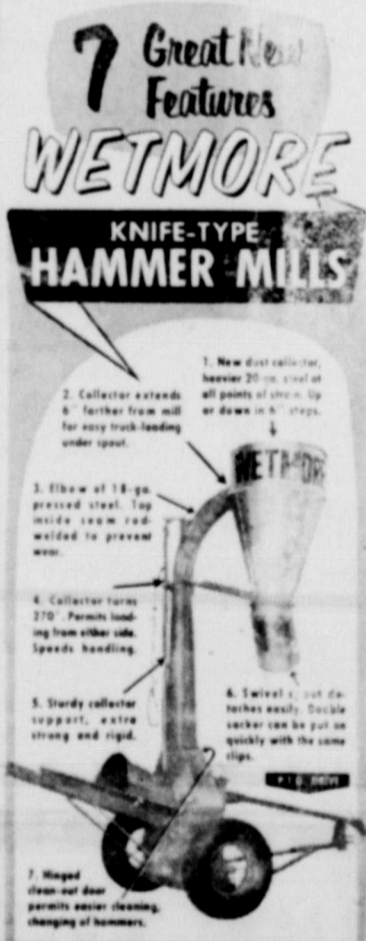 7 Great New
Features
WETMORE
KNIFE-TYPE
HAMMER MILLS
1. New dust collector,
heavier 20-ga. steel at
all points of strain. Up
or down in 6" steps.
2. Collector extends
6" farther from mill
for easy truck-loading
under spout.
WETMORE
3. Elbow of 18-ga.
pressed steel. Top
inside seam rod-
welded to prevent
wear.
4. Collector turns
270°. Permits load-
ing from either side.
Speeds handling.
5. Sturdy collector
support, extra
strong and rigid.
6. Swivel spout de-
taches easily. Double
sacker can be put on
quickly with the same
clips.
P.T.O. DRIVE
7. Hinged
clean-out door
permits easier cleaning,
changing of hammers.